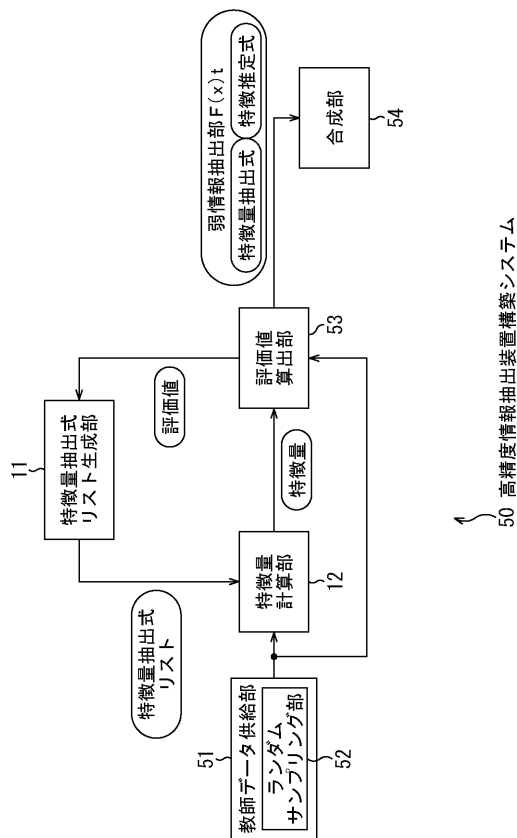 11
特徴量抽出式
リスト生成部
特徴量抽出式
リスト
評価値
51
教師データ供給部
ランダム
サンプリング部
52
特徴量
計算部
12
特徴量
評価値
算出部
53
弱情報抽出部F(x)t
特徴量抽出式
特徴推定式
合成部
54
50 高精度情報抽出装置構築システム